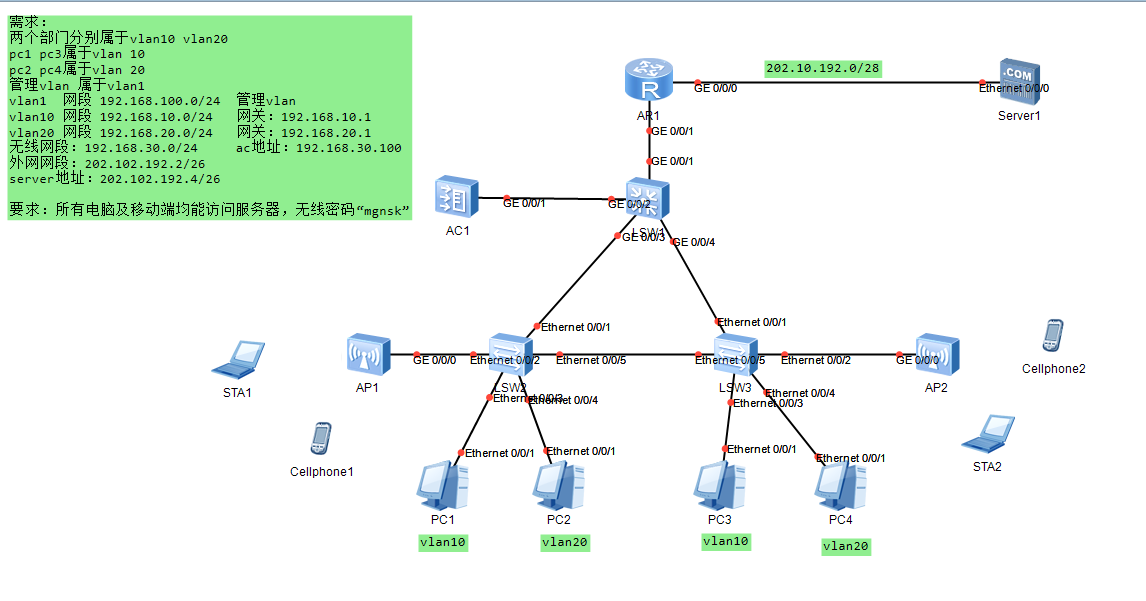 需求：
两个部门分别属于vlan10 vlan20
pc1 pc3属于vlan 10
pc2 pc4属于vlan 20
管理vlan 属于vlan1
vlan1 网段 192.168.100.0/24 管理vlan
vlan10 网段 192.168.10.0/24 网关：192.168.10.1
vlan20 网段 192.168.20.0/24 网关：192.168.20.1
无线网段：192.168.30.0/24 ac地址：192.168.30.100
外网网段：202.102.192.2/26
server地址：202.102.192.4/26
要求：所有电脑及移动端均能访问服务器，无线密码“mgnsk”
202.10.192.0/28
GE 0/0/0
Ethernet 0/0/0
AR1
Server1
GE 0/0/1
GE 0/0/1
GE 0/0/1
GE 0/0/2
AC1
LSW1
GE 0/0/3
GE 0/0/4
Ethernet 0/0/1
Ethernet 0/0/1
GE 0/0/0
Ethernet 0/0/2
Ethernet 0/0/5
Ethernet 0/0/5
Ethernet 0/0/2
GE 0/0/0
Cellphone2
STA1
AP1
LSW2
LSW3
AP2
Ethernet 0/0/3
Ethernet 0/0/4
Ethernet 0/0/3
Ethernet 0/0/4
Cellphone1
Ethernet 0/0/1
Ethernet 0/0/1
Ethernet 0/0/1
Ethernet 0/0/1
STA2
PC1
PC2
PC3
PC4
vlan10
vlan20
vlan10
vlan20